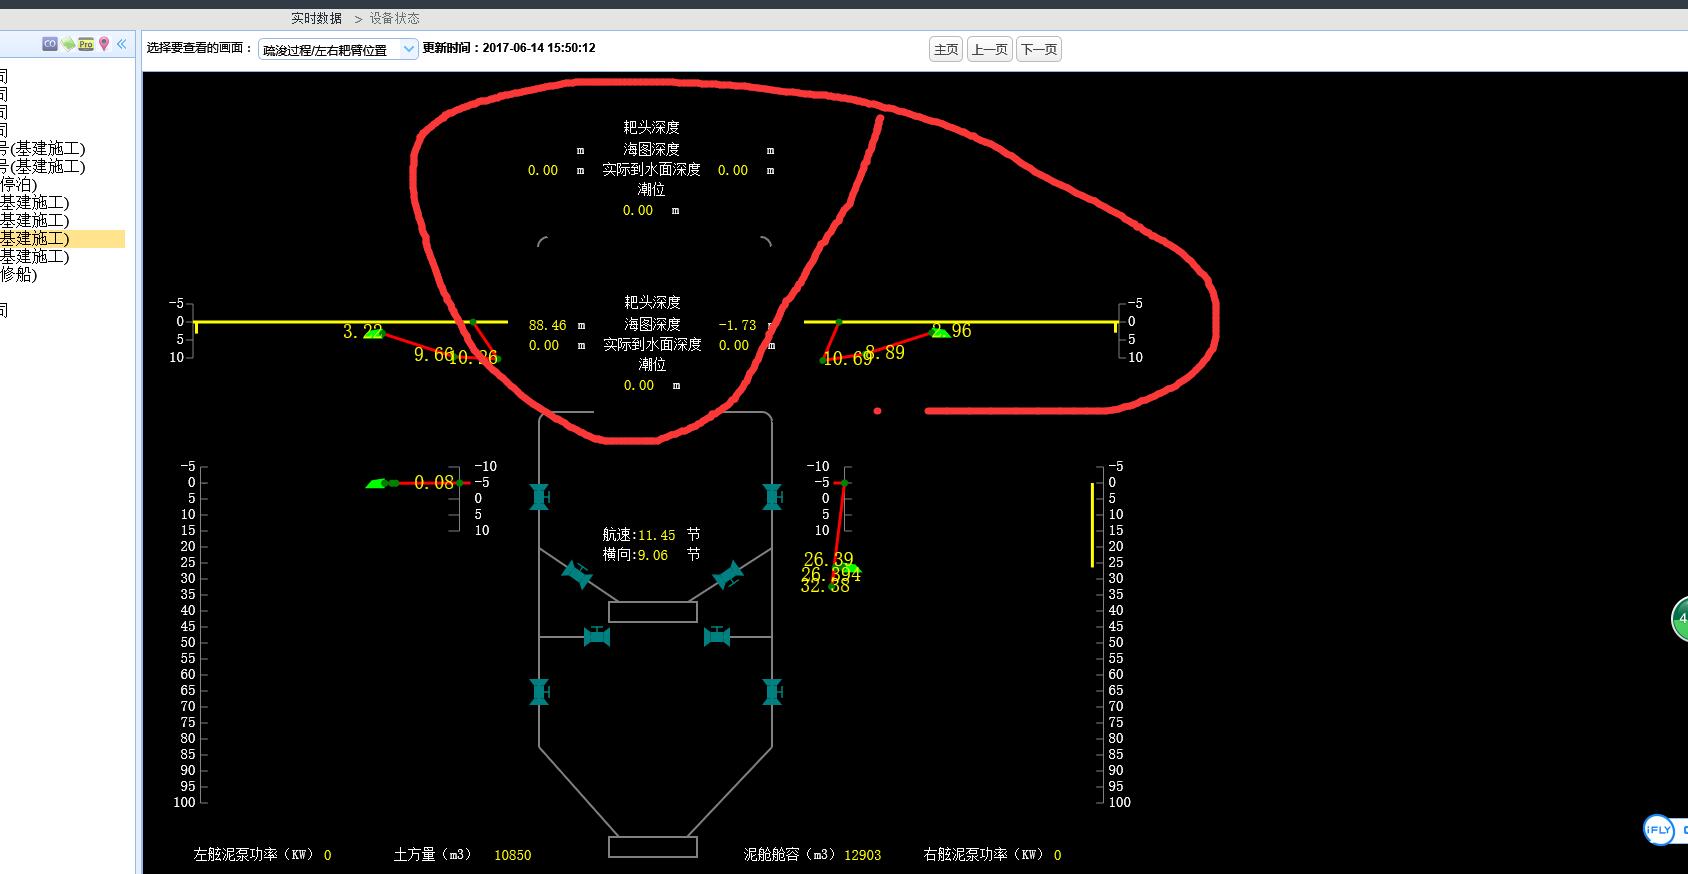 实时数据 > 设备状态
CO Pro
选择要查看的画面： 疏浚过程/左右耙臂位置 更新时间：2017-06-14 15:50:12 主页 上一页 下一页
司
司
司
司
号(基建施工)
号(基建施工)
停泊)
基建施工)
基建施工)
基建施工)
基建施工)
修船)
司
耙头深度
m 海图深度 m
0.00 m 实际到水面深度 0.00 m
潮位
0.00 m
耙头深度
88.46 m 海图深度 -1.73
0.00 m 实际到水面深度 0.00 m
潮位
0.00 m
-5
0
5
10
3.22
9.66
10.26
2.96
8.89
10.69
-5
0
5
10
-5
0
5
10
15
20
25
30
35
40
45
50
55
60
65
70
75
80
85
90
95
100
0.08
-10
-5
0
5
10
航速:11.45 节
横向:9.06 节
-10
-5
0
5
10
26.39
32.38
-5
0
5
10
15
20
25
30
35
40
45
50
55
60
65
70
75
80
85
90
95
100
4
iFLY
左舷泥泵功率（KW） 0 土方量（m3） 10850 泥舱舱容（m3）12903 右舷泥泵功率（KW） 0